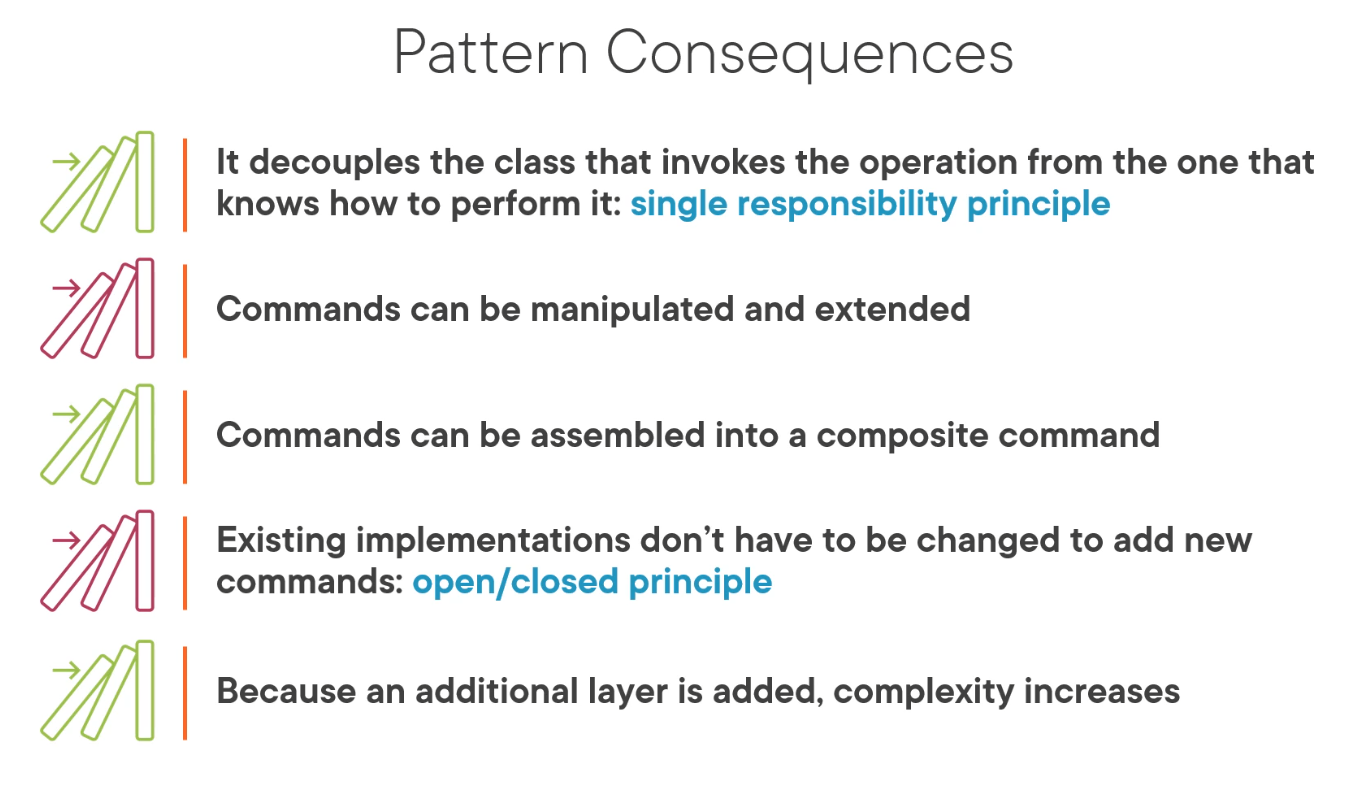 Pattern Consequences
It decouples the class that invokes the operation from the one that
knows how to perform it: single responsibility principle
Commands can be manipulated and extended
Commands can be assembled into a composite command
Existing implementations don’t have to be changed to add new
commands: open/closed principle
Because an additional layer is added, complexity increases